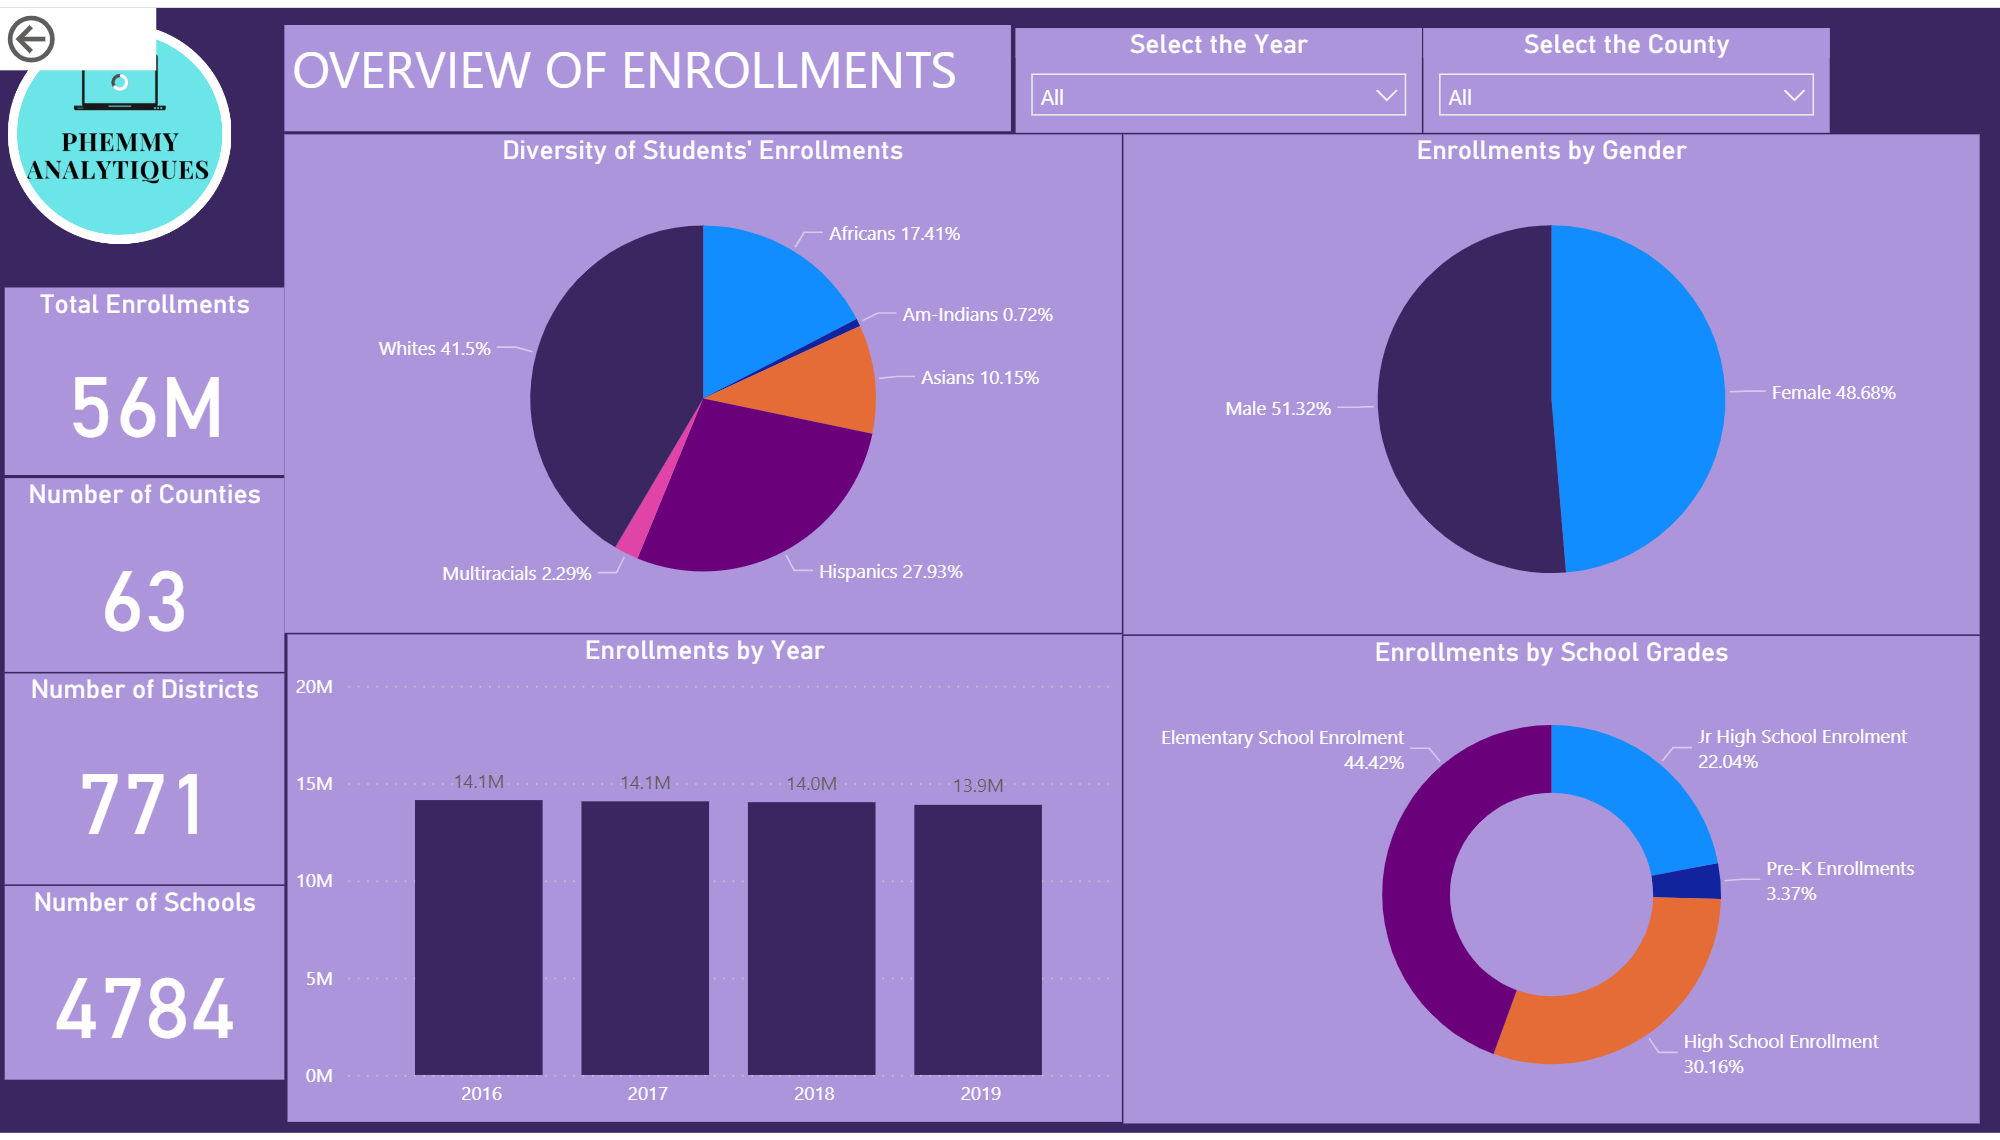 PHEMMY
ANALYTIQUES
OVERVIEW OF ENROLLMENTS
Select the Year
All
Select the County
All
Total Enrollments
56M
Number of Counties
63
Number of Districts
771
Number of Schools
4784
Diversity of Students' Enrollments
Africans 17.41%
Am-Indians 0.72%
Asians 10.15%
Whites 41.5%
Multiracials 2.29%
Hispanics 27.93%
Enrollments by Gender
Male 51.32%
Female 48.68%
Enrollments by Year
20M
15M
10M
5M
0M
14.1M
14.1M
14.0M
13.9M
2016
2017
2018
2019
Enrollments by School Grades
Elementary School Enrolment
44.42%
Jr High School Enrolment
22.04%
Pre-K Enrollments
3.37%
High School Enrollment
30.16%